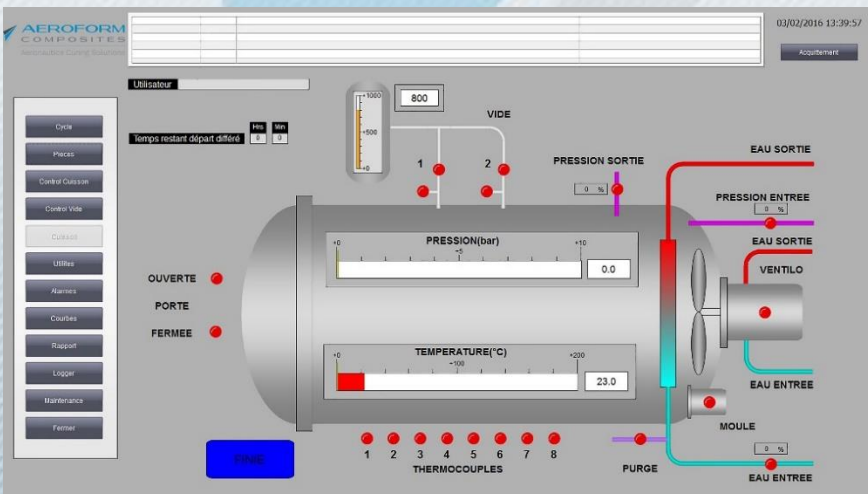 AEROFORM
COMPOSITES
03/02/2016 13:39:57
Acquittement
Utilisateur
Temps restant départ différé
Hrs Min
0 0
+1000
+500
+0
800
VIDE
1 2
PRESSION SORTIE
0 %
EAU SORTIE
PRESSION ENTREE
0 %
EAU SORTIE
VENTILO
EAU ENTREE
MOULE
0 %
EAU ENTREE
Cycle
Pieces
Control Cuisson
Control Vide
Cuisson
Utilites
Alarmes
Courbes
Rapport
Logger
Maintenance
Fermer
OUVERTE
PORTE
FERMEE
PRESSION(bar)
+0 ~5 +10
0.0
TEMPERATURE(°C)
+0 ~100 +200
23.0
1 2 3 4 5 6 7 8
THERMOCOUPLES
PURGE